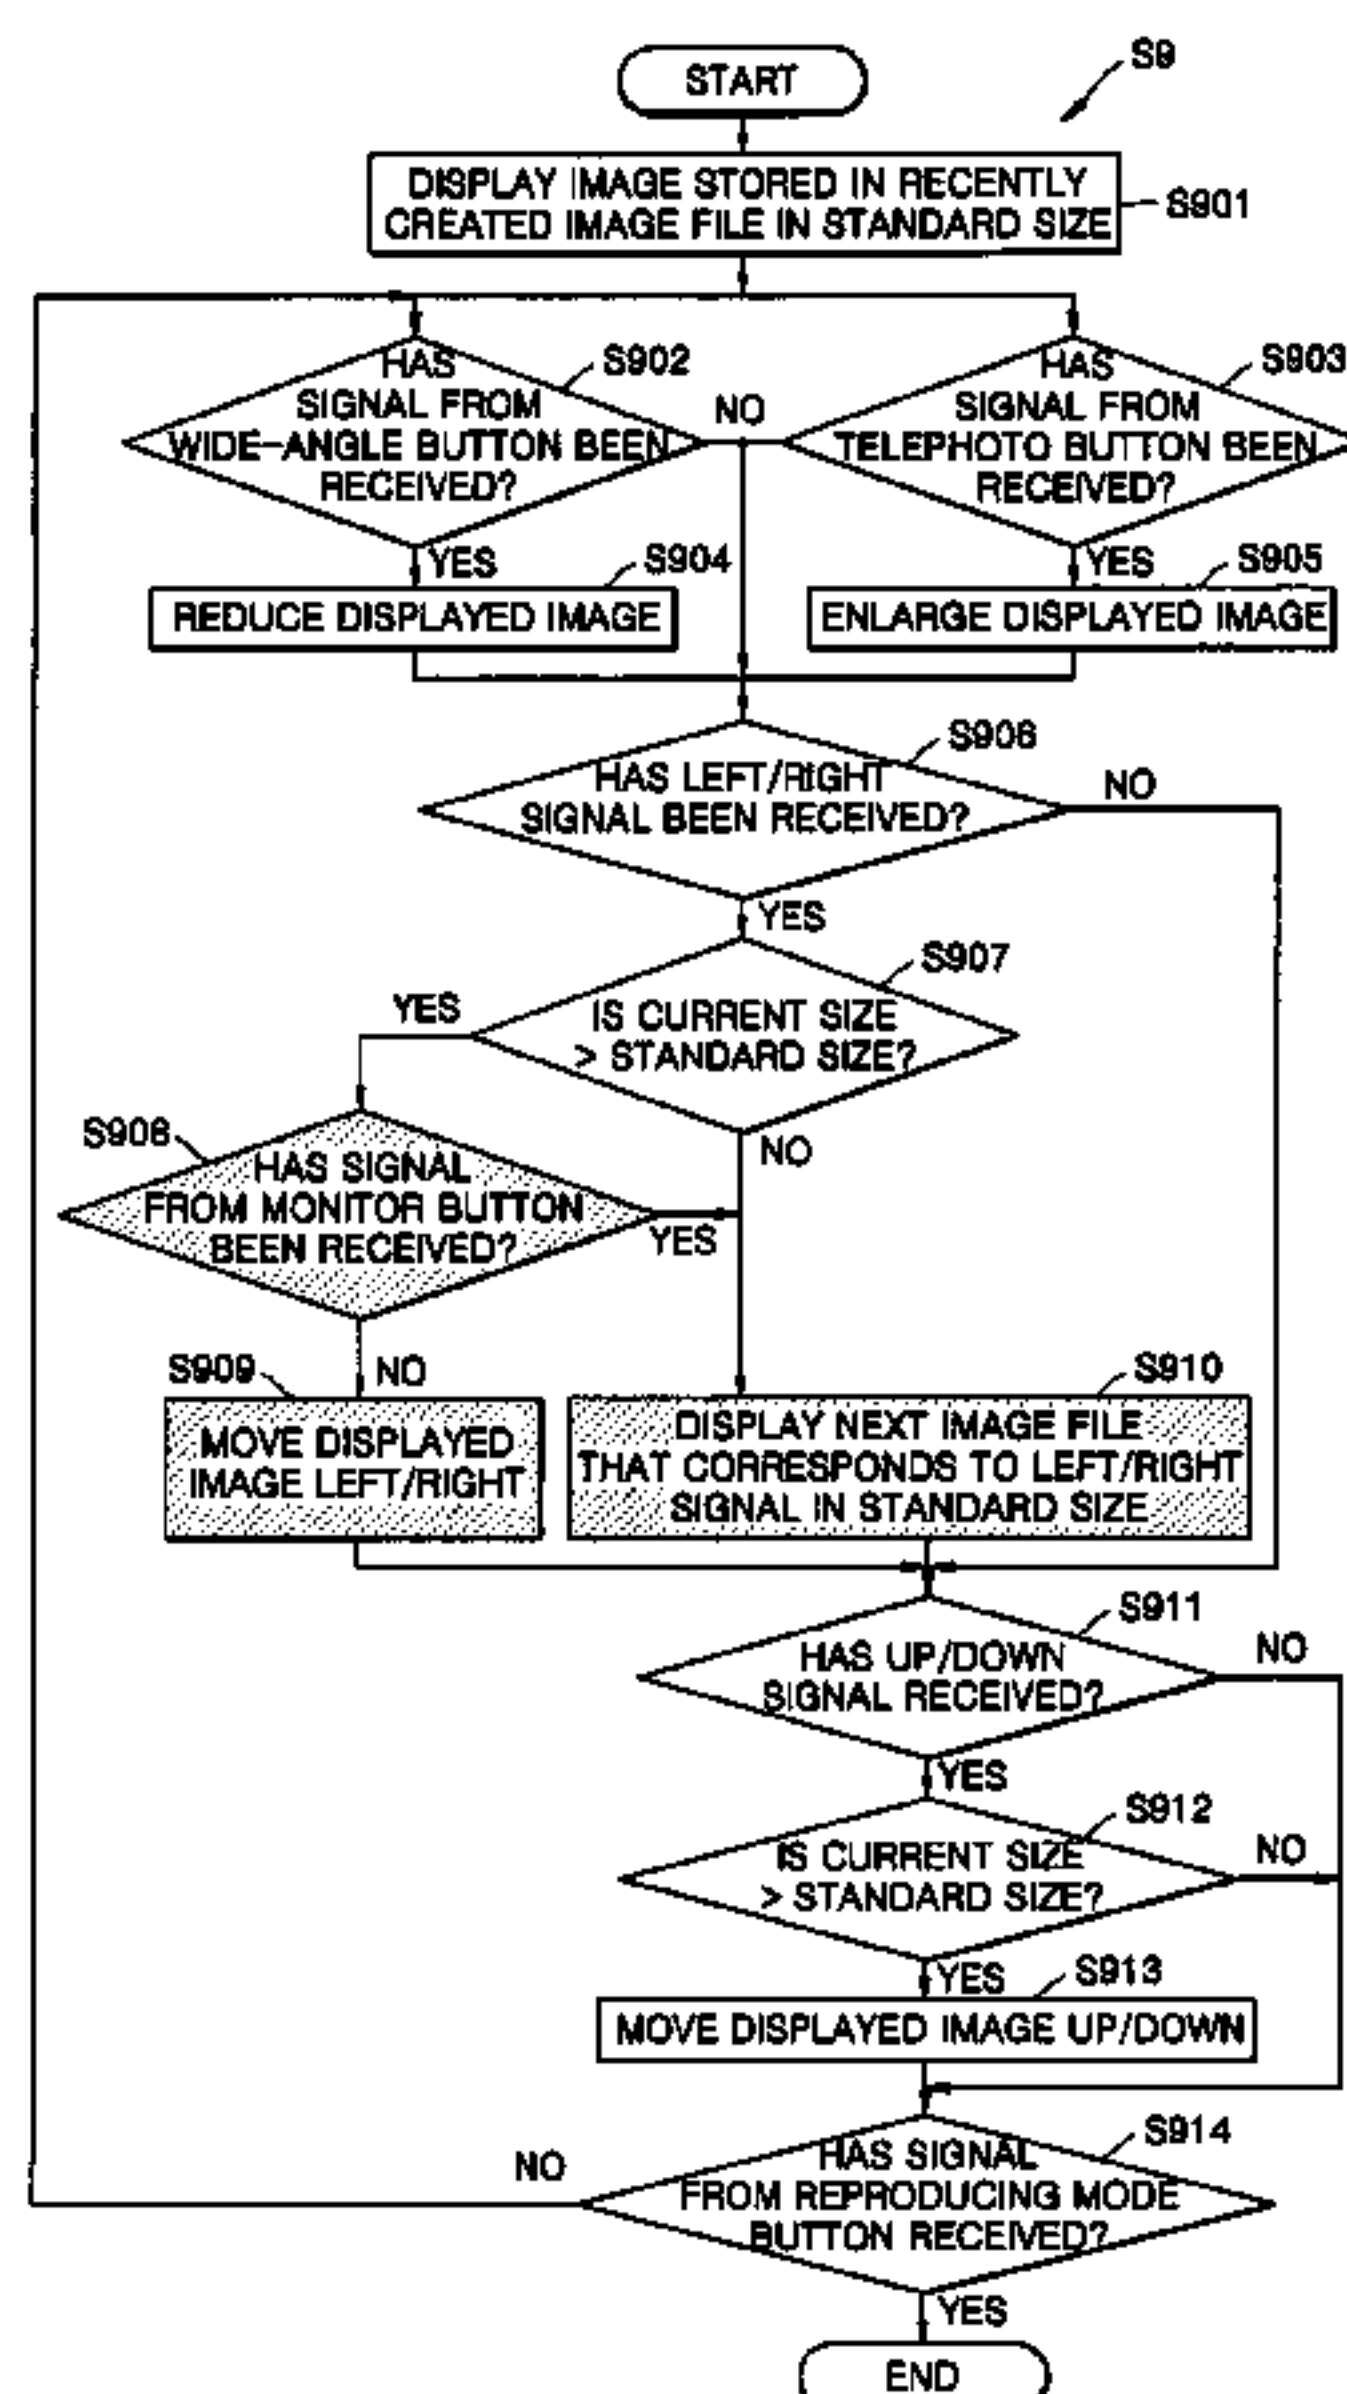 S9
START
DISPLAY IMAGE STORED IN RECENTLY
CREATED IMAGE FILE IN STANDARD SIZE
S901
HAS
SIGNAL FROM
WIDE-ANGLE BUTTON BEEN
RECEIVED?
S902
NO
HAS
SIGNAL FROM
TELEPHOTO BUTTON BEEN
RECEIVED?
S903
YES
S904
YES
S905
REDUCE DISPLAYED IMAGE
ENLARGE DISPLAYED IMAGE
S906
HAS LEFT/RIGHT
SIGNAL BEEN RECEIVED?
NO
YES
S907
YES
IS CURRENT SIZE
> STANDARD SIZE?
NO
S908
HAS SIGNAL
FROM MONITOR BUTTON
BEEN RECEIVED?
YES
S909
NO
S910
MOVE DISPLAYED
IMAGE LEFT/RIGHT
DISPLAY NEXT IMAGE FILE
THAT CORRESPONDS TO LEFT/RIGHT
SIGNAL IN STANDARD SIZE
S911
HAS UP/DOWN
SIGNAL RECEIVED?
NO
YES
S912
IS CURRENT SIZE
> STANDARD SIZE?
NO
YES
S913
MOVE DISPLAYED IMAGE UP/DOWN
S914
NO
HAS SIGNAL
FROM REPRODUCING MODE
BUTTON RECEIVED?
YES
END